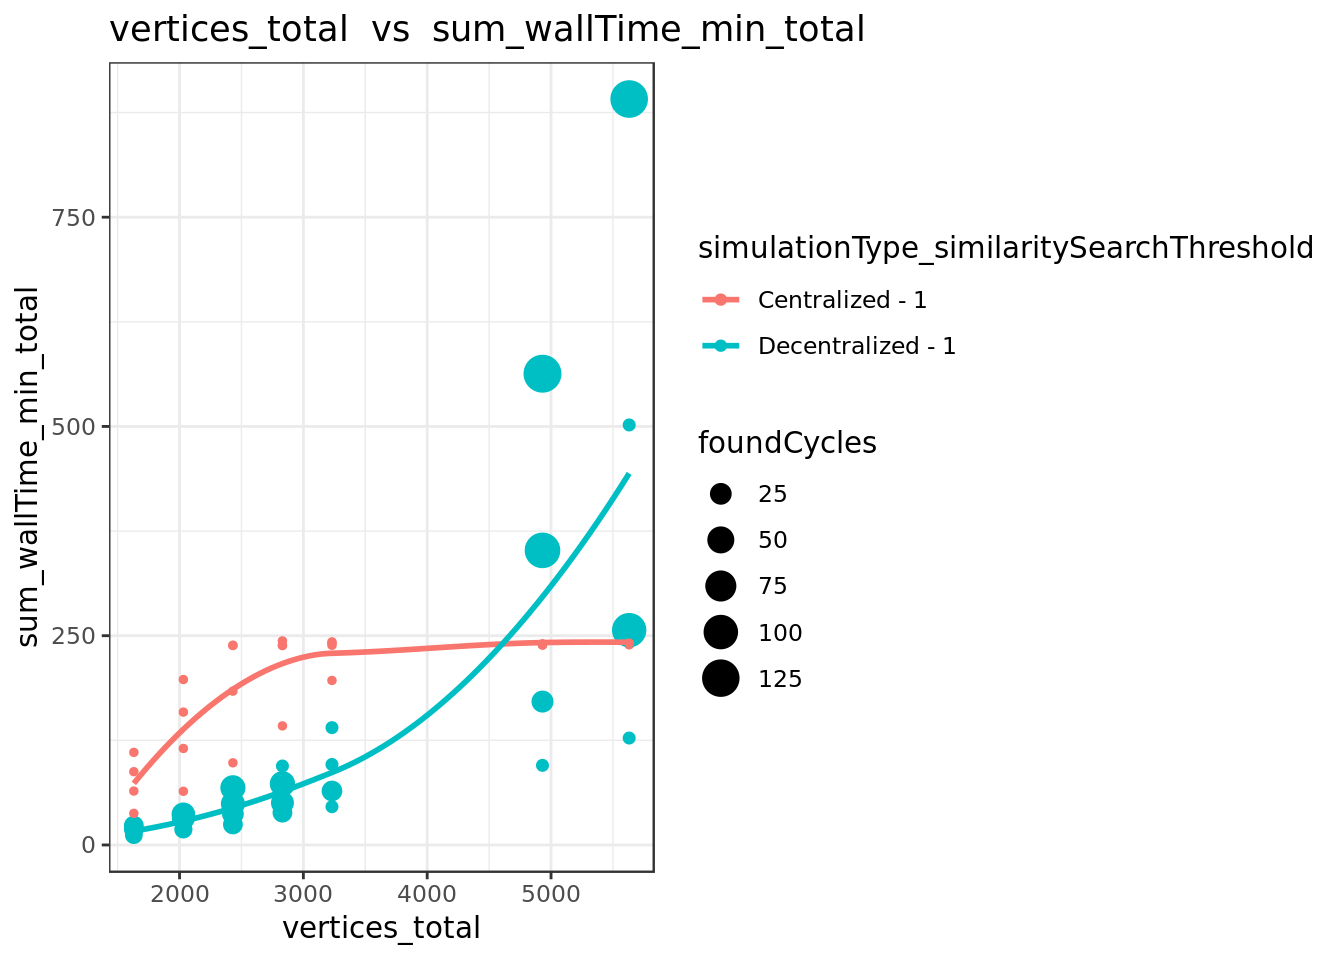 vertices_total vs sum_wallTime_min_total
sum_wallTime_min_total
750
500
250
0
2000 3000 4000 5000
vertices_total
simulationType_similaritySearchThreshold
Centralized - 1
Decentralized - 1
foundCycles
25
50
75
100
125